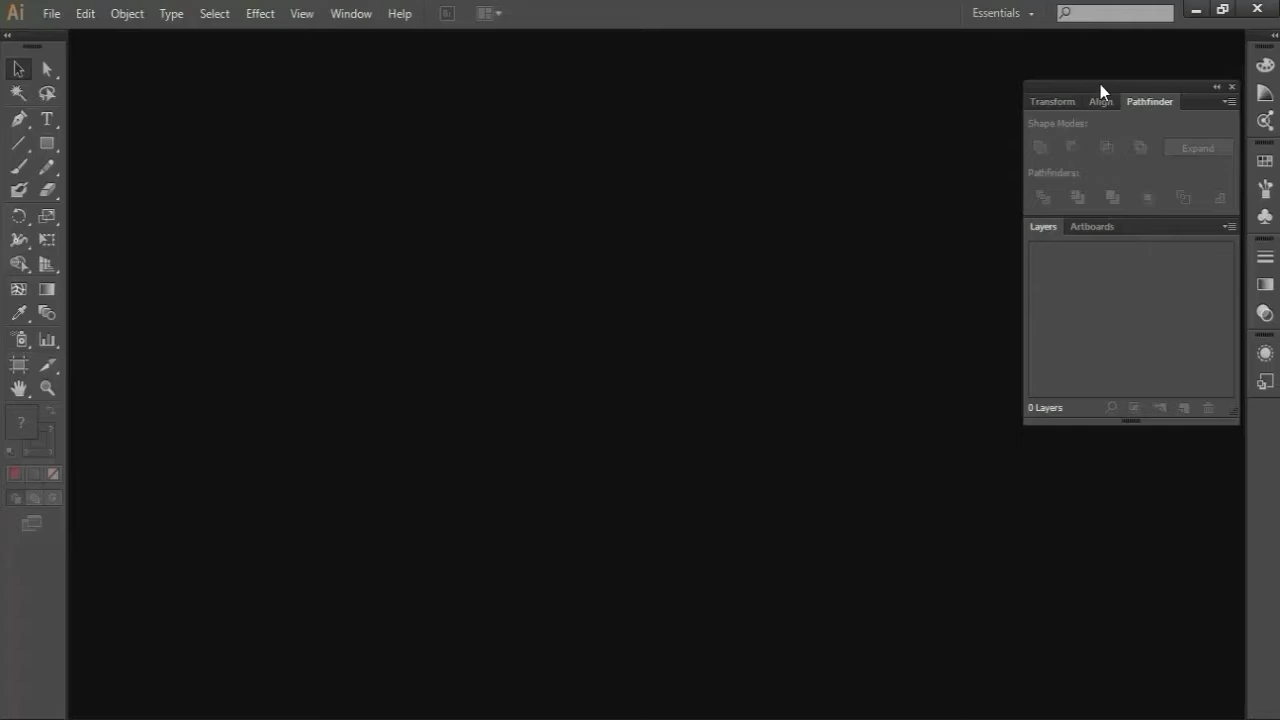 Ai File Edit Object Type Select Effect View Window Help Br Essentials
Transform Align Pathfinder
Shape Modes:
Expand
Pathfinders:
Layers Artboards
0 Layers
T
?
?